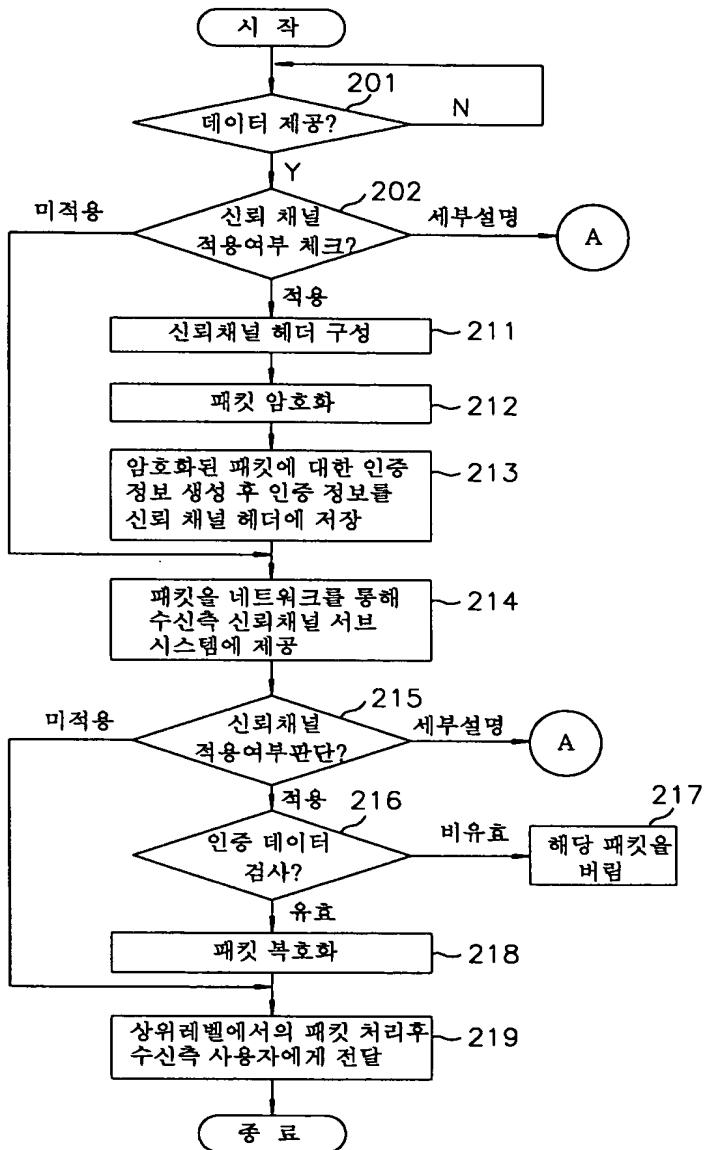 시 작
201
데이터 제공?
N
Y
202
미적용
신뢰 채널
적용여부 체크?
세부설명
A
적용
신뢰채널 헤더 구성
211
패킷 암호화
212
암호화된 패킷에 대한 인증
정보 생성 후 인증 정보를
신뢰 채널 헤더에 저장
213
패킷을 네트워크를 통해
수신측 신뢰채널 서브
시스템에 제공
214
215
미적용
신뢰채널
적용여부판단?
세부설명
A
적용
216
217
인증 데이터
검사?
비유효
해당 패킷을
버림
유효
패킷 복호화
218
상위레벨에서의 패킷 처리후
수신측 사용자에게 전달
219
종 료